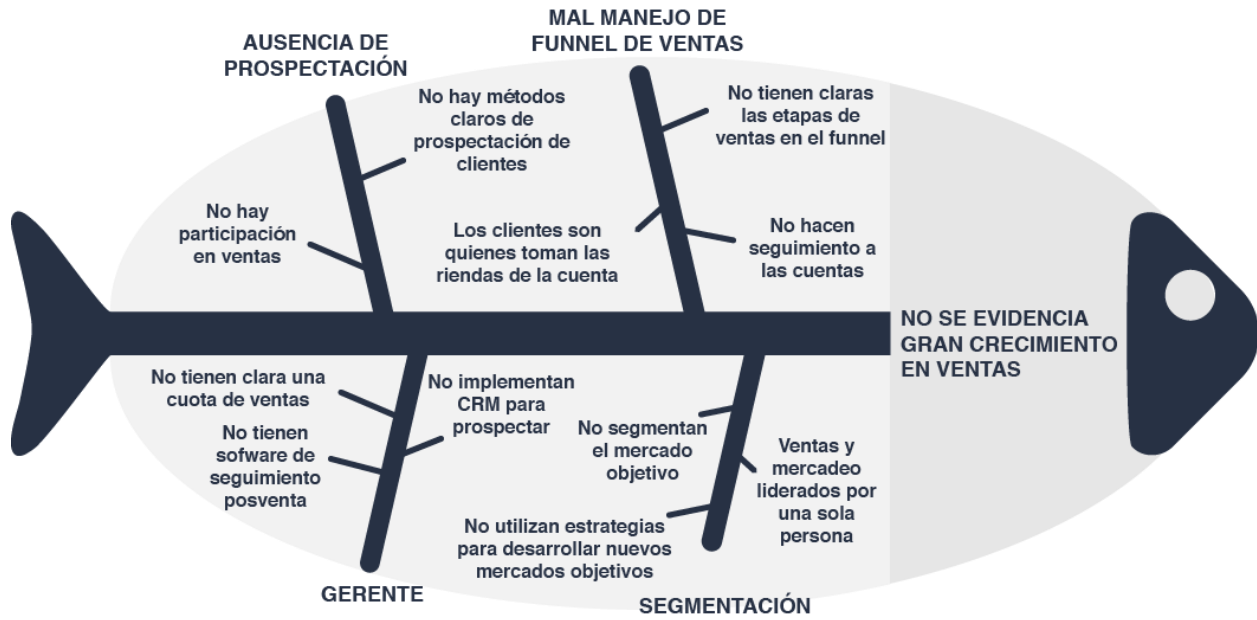 AUSENCIA DE
PROSPECTACIÓN
No hay métodos
claros de
prospectación de
clientes
No hay
participación
en ventas
MAL MANEJO DE
FUNNEL DE VENTAS
No tienen claras
las etapas de
ventas en el funnel
Los clientes son
quienes toman las
riendas de la cuenta
No hacen
seguimiento a
las cuentas
NO SE EVIDENCIA
GRAN CRECIMIENTO
EN VENTAS
No tienen clara una
cuota de ventas
No implementan
CRM para
prospectar
No tienen
sofware de
seguimiento
posventa
GERENTE
No segmentan
el mercado
objetivo
Ventas y
mercadeo
liderados por
una sola
persona
No utilizan estrategias
para desarrollar nuevos
mercados objetivos
SEGMENTACIÓN